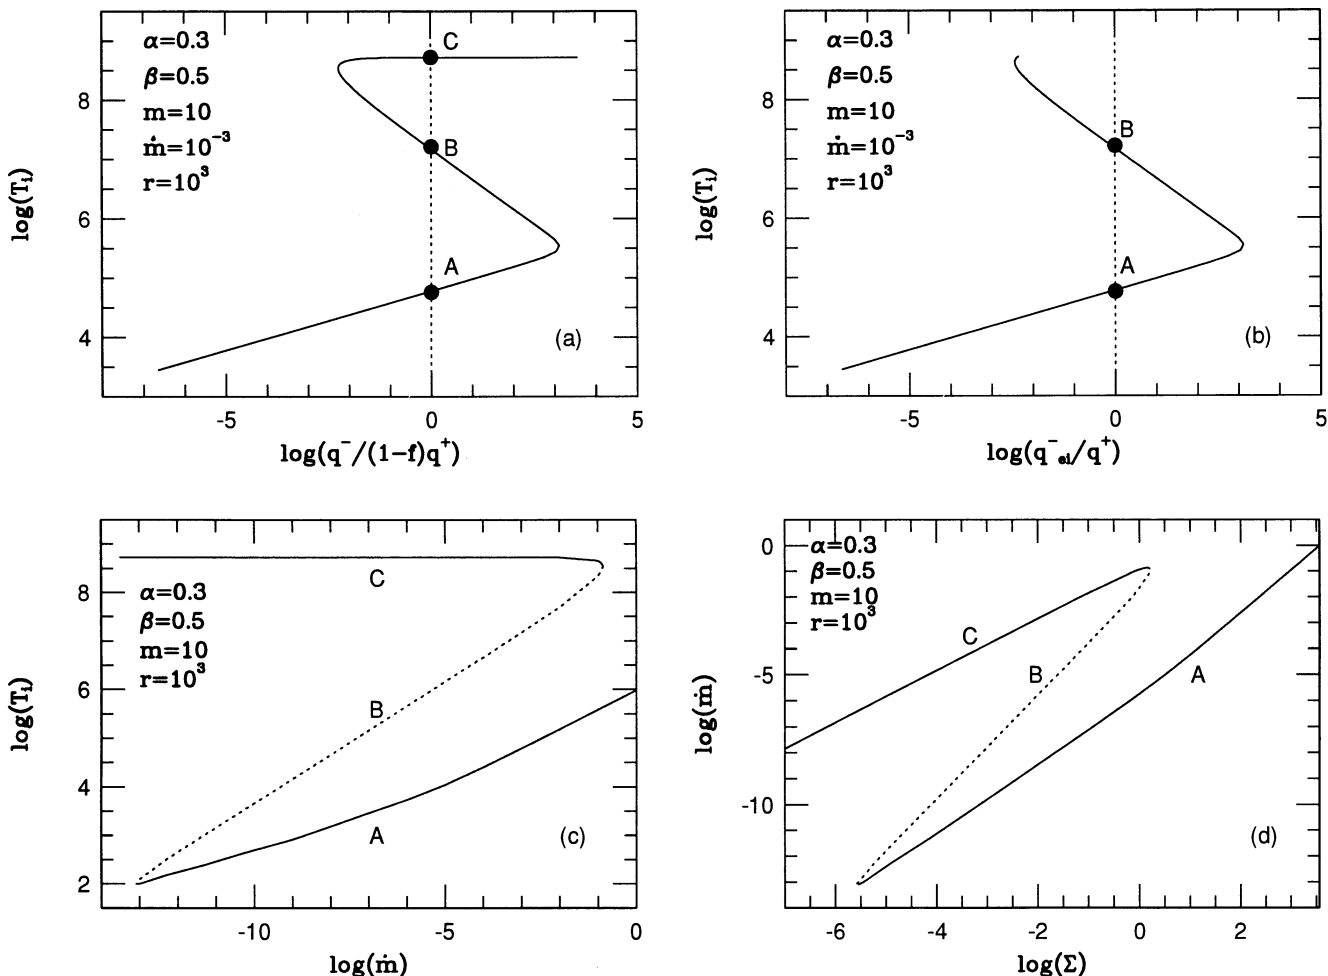 α=0.3
β=0.5
m=10
ṁ=10⁻³
r=10³
C
B
A
(a)
8
6
4
log(Tᵢ)
-5
0
5
log(q⁻/(1−f)q⁺)
α=0.3
β=0.5
m=10
ṁ=10⁻³
r=10³
B
A
(b)
8
6
4
log(Tᵢ)
-5
0
5
log(q⁻ₑᵢ/q⁺)
α=0.3
β=0.5
m=10
r=10³
C
B
A
(c)
8
6
4
2
log(Tᵢ)
-10
-5
0
log(ṁ)
α=0.3
β=0.5
m=10
r=10³
C
B
A
(d)
0
-5
-10
log(ṁ)
-6
-4
-2
0
2
log(Σ)